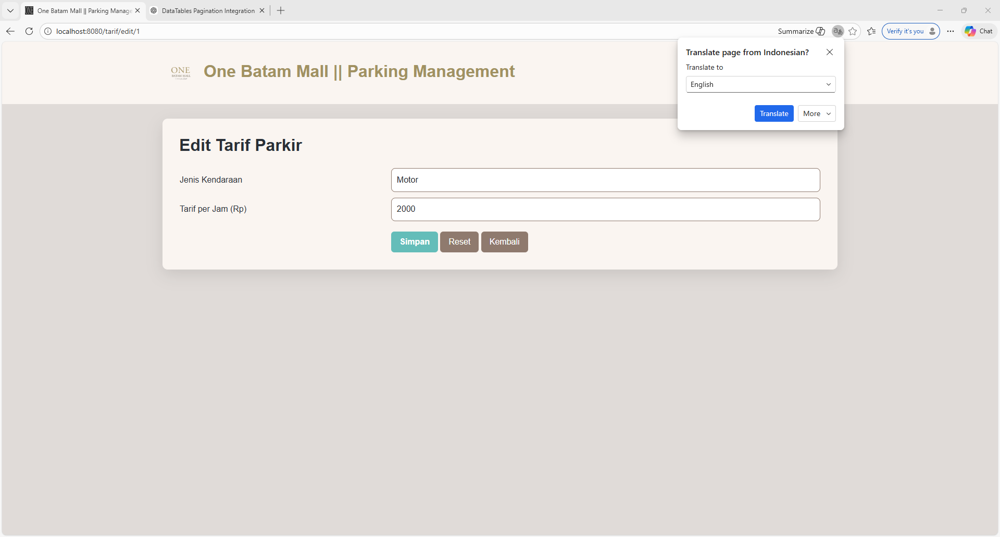 One Batam Mall || Parking Manage
DataTables Pagination Integration
localhost:8080/tarif/edit/1
Summarize
Verify it's you
Chat
Translate page from Indonesian?
Translate to
English
Translate
More
ONE
BATAM MALL
One Batam Mall || Parking Management
Edit Tarif Parkir
Jenis Kendaraan
Motor
Tarif per Jam (Rp)
2000
Simpan
Reset
Kembali